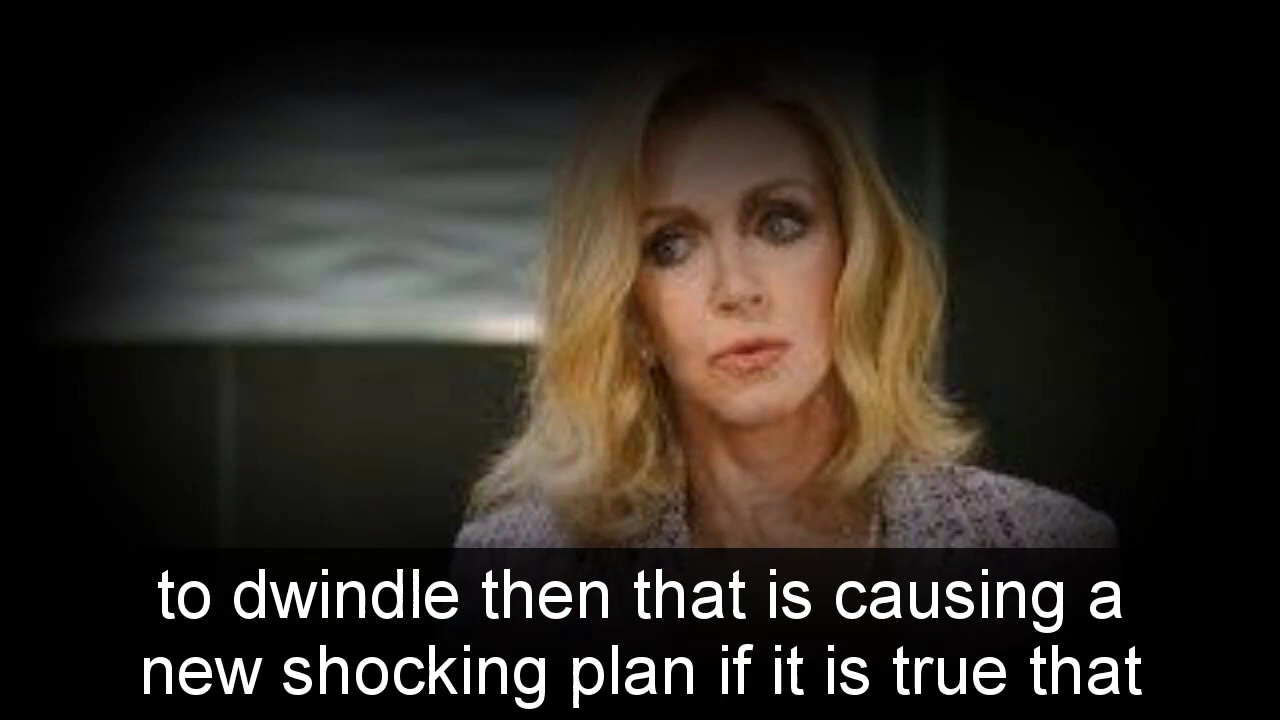 to dwindle then that is causing a
new shocking plan if it is true that